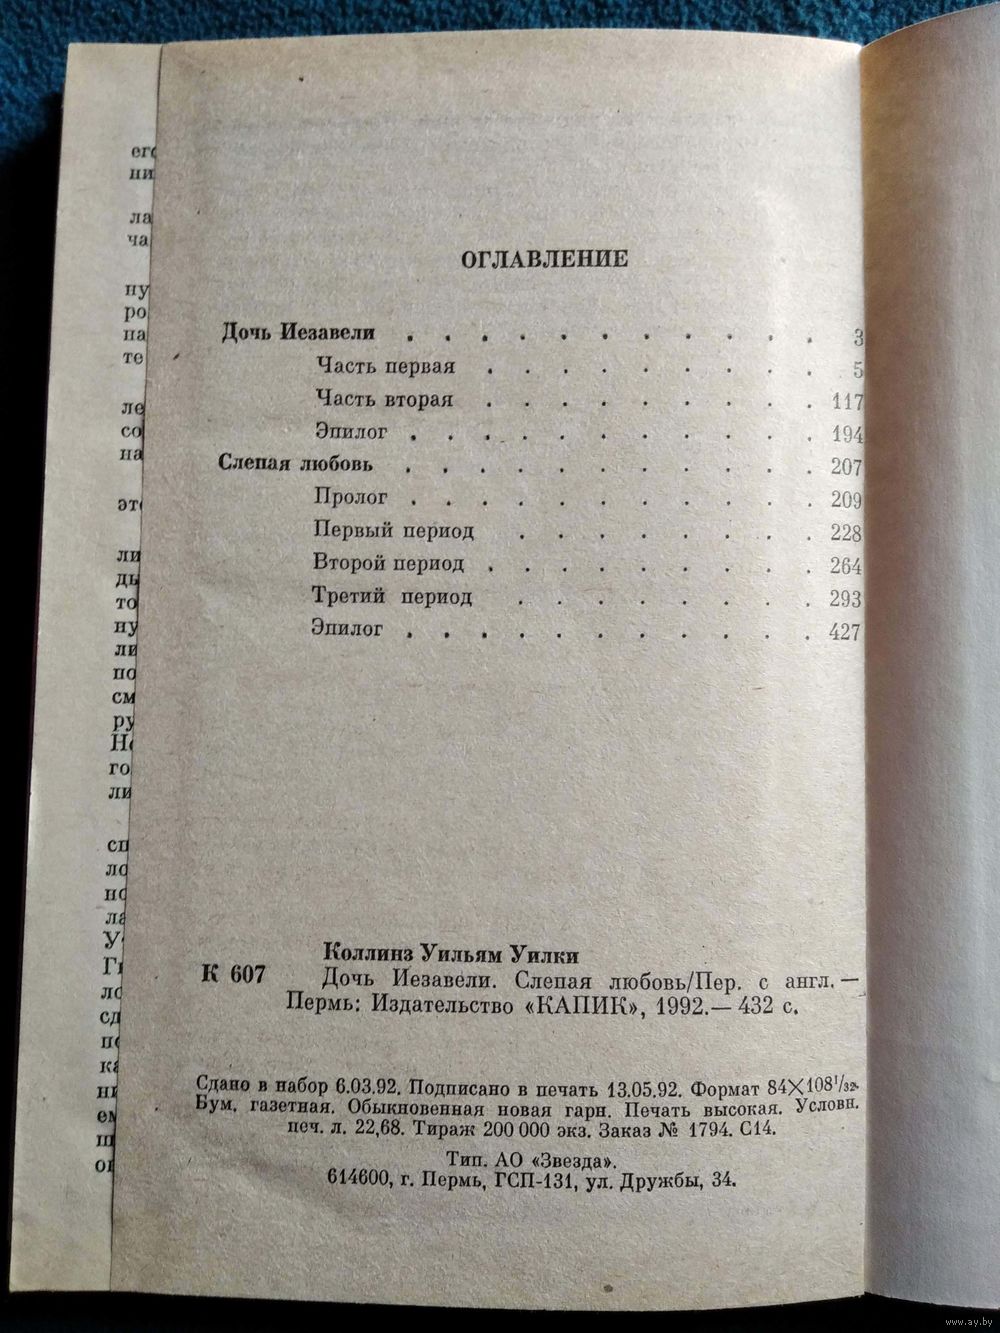 ОГЛАВЛЕНИЕ
Дочь Иезавели . . . . . . . . . . . . 3
Часть первая . . . . . . . . . 5
Часть вторая . . . . . . . . . 117
Эпилог . . . . . . . . . . . 194
Слепая любовь . . . . . . . . . . . 207
Пролог . . . . . . . . . . . 209
Первый период . . . . . . . . 228
Второй период . . . . . . . . . 264
Третий период . . . . . . . . 293
Эпилог . . . . . . . . . . . . 427
Коллинз Уильям Уилки
К 607 Дочь Иезавели. Слепая любовь/Пер. с англ. —
Пермь: Издательство «КАПИК», 1992.— 432 с.
Сдано в набор 6.03.92. Подписано в печать 13.05.92. Формат 84×108¹/₃₂.
Бум. газетная. Обыкновенная новая гарн. Печать высокая. Условн.
печ. л. 22,68. Тираж 200 000 экз. Заказ № 1794. С14.
Тип. АО «Звезда».
614600, г. Пермь, ГСП-131, ул. Дружбы, 34.
www.ay.by